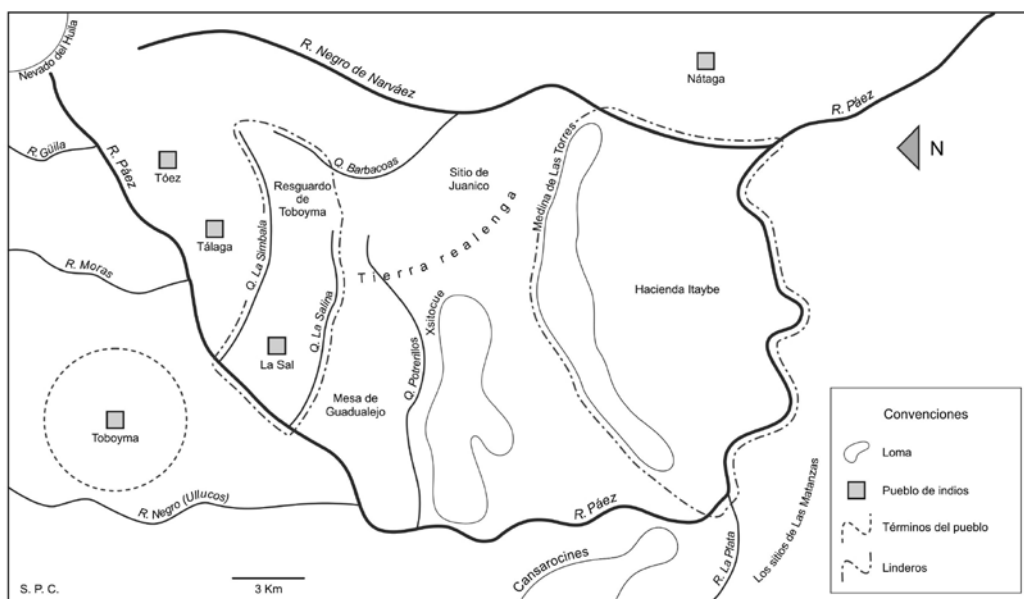 Nevado del Huila
R. Negro de Narváez
Nátaga
R. Páez
N
R. Güila
R. Páez
Tóez
Q. Barbacoas
Sitio de
Juanico
Medina de Las Torres
Resguardo
de
Toboyma
Tálaga
Q. La Simbala
Tierra realenga
R. Moras
Hacienda Itaybe
Xsitocue
Q. La Salina
La Sal
Q. Potrerillos
Mesa de
Guadualejo
Toboyma
R. Negro (Ullucos)
R. Páez
Cansarocines
R. La Plata
Los sitios de Las Matanzas
Convenciones
Loma
Pueblo de indios
Términos del pueblo
Linderos
S. P. C.
3 Km